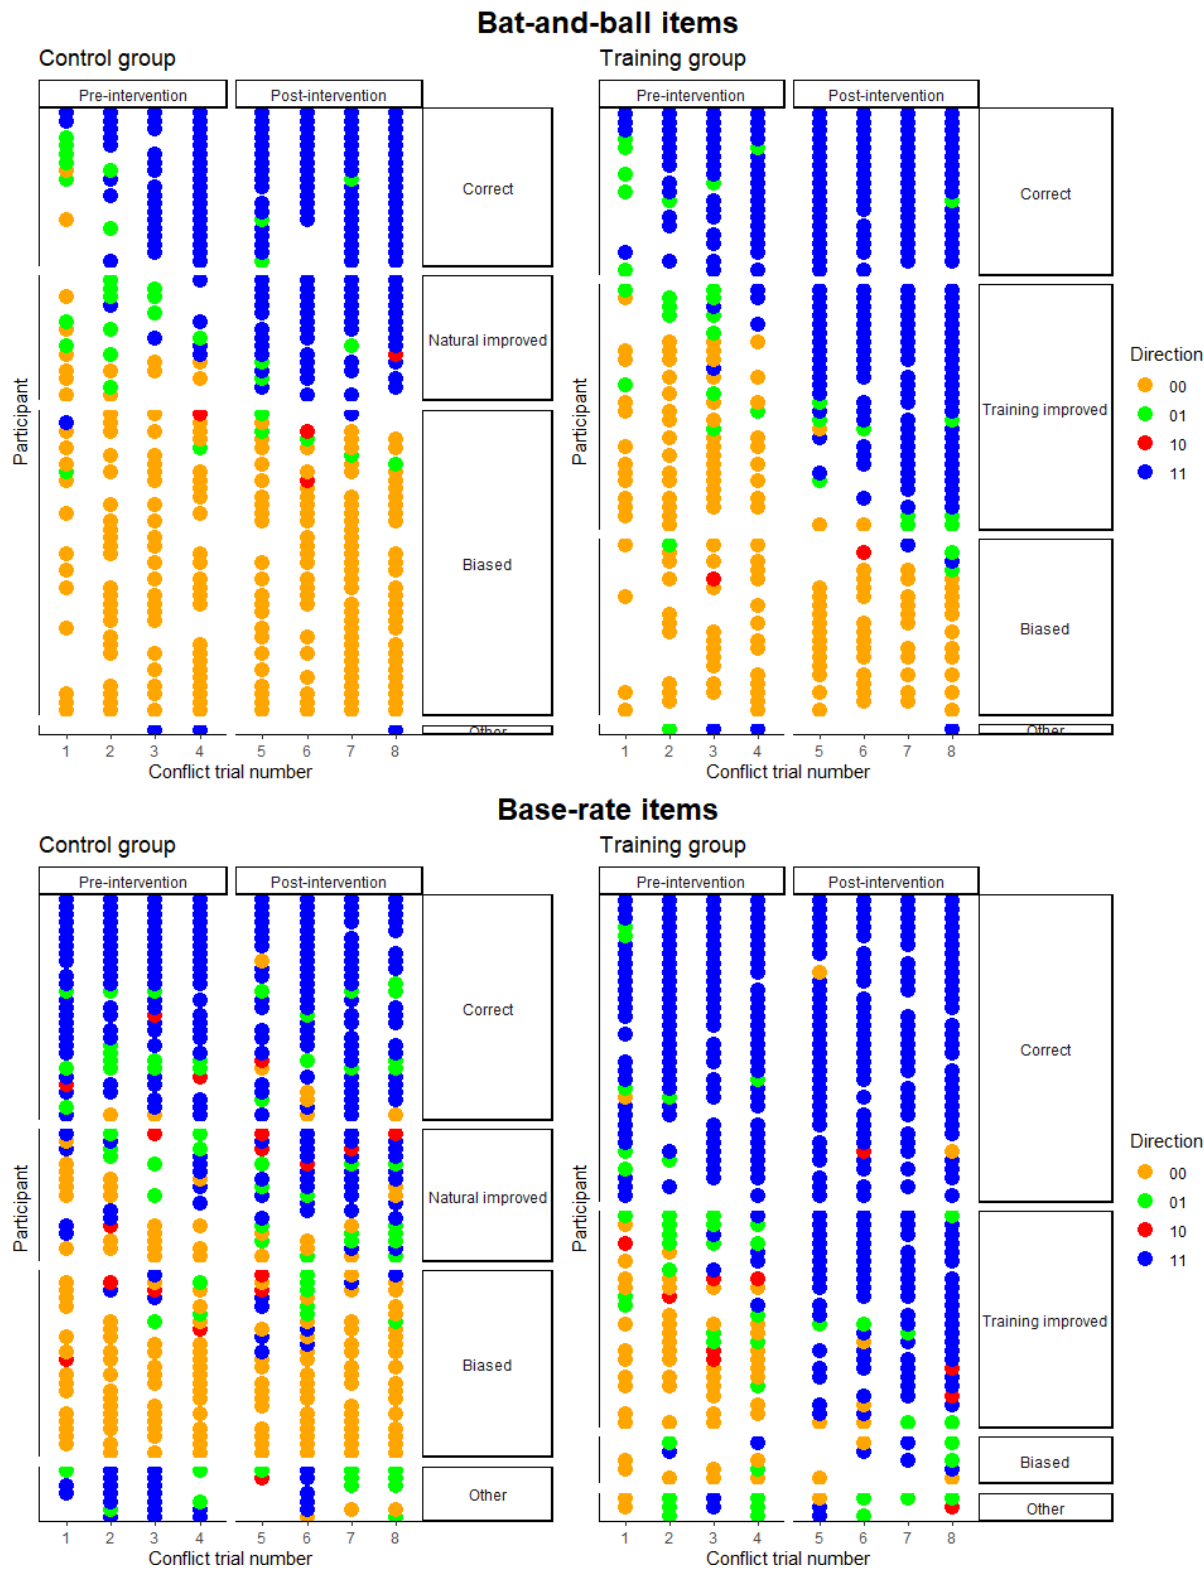 Bat-and-ball items
Control group
Training group
Pre-intervention
Post-intervention
Pre-intervention
Post-intervention
Correct
Natural improved
Biased
Other
Correct
Training improved
Biased
Other
Participant
Participant
1 2 3 4 5 6 7 8
1 2 3 4 5 6 7 8
Conflict trial number
Conflict trial number
Direction
00
01
10
11
Base-rate items
Control group
Training group
Pre-intervention
Post-intervention
Pre-intervention
Post-intervention
Correct
Natural improved
Biased
Other
Correct
Training improved
Biased
Other
Participant
Participant
1 2 3 4 5 6 7 8
1 2 3 4 5 6 7 8
Conflict trial number
Conflict trial number
Direction
00
01
10
11